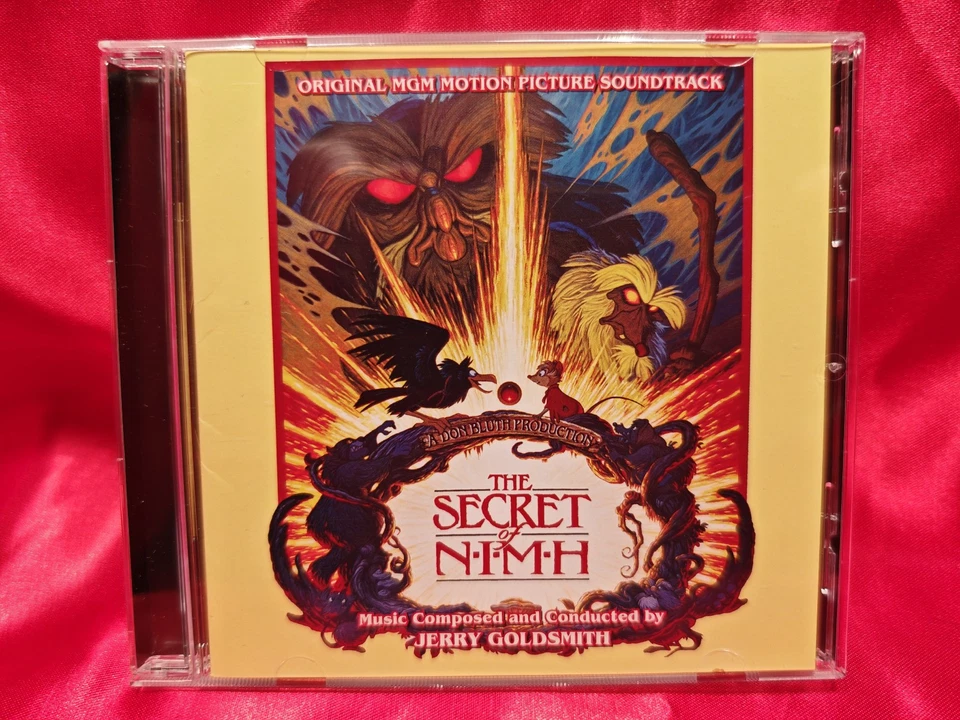 ORIGINAL MGM MOTION PICTURE SOUNDTRACK
A DON BLUTH PRODUCTION
THE
SECRET
of
N·I·M·H
Music Composed and Conducted by
JERRY GOLDSMITH